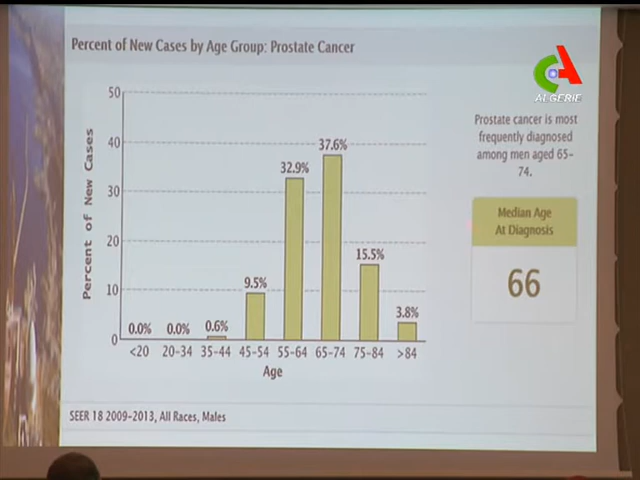 Percent of New Cases by Age Group: Prostate Cancer
ALGERIE
Prostate cancer is most
frequently diagnosed
among men aged 65–
74.
Median Age
At Diagnosis
66
Percent of New Cases
50
40
30
20
10
0
0.0%
0.0%
0.6%
9.5%
32.9%
37.6%
15.5%
3.8%
<20
20–34
35–44
45–54
55–64
65–74
75–84
>84
Age
SEER 18 2009–2013, All Races, Males